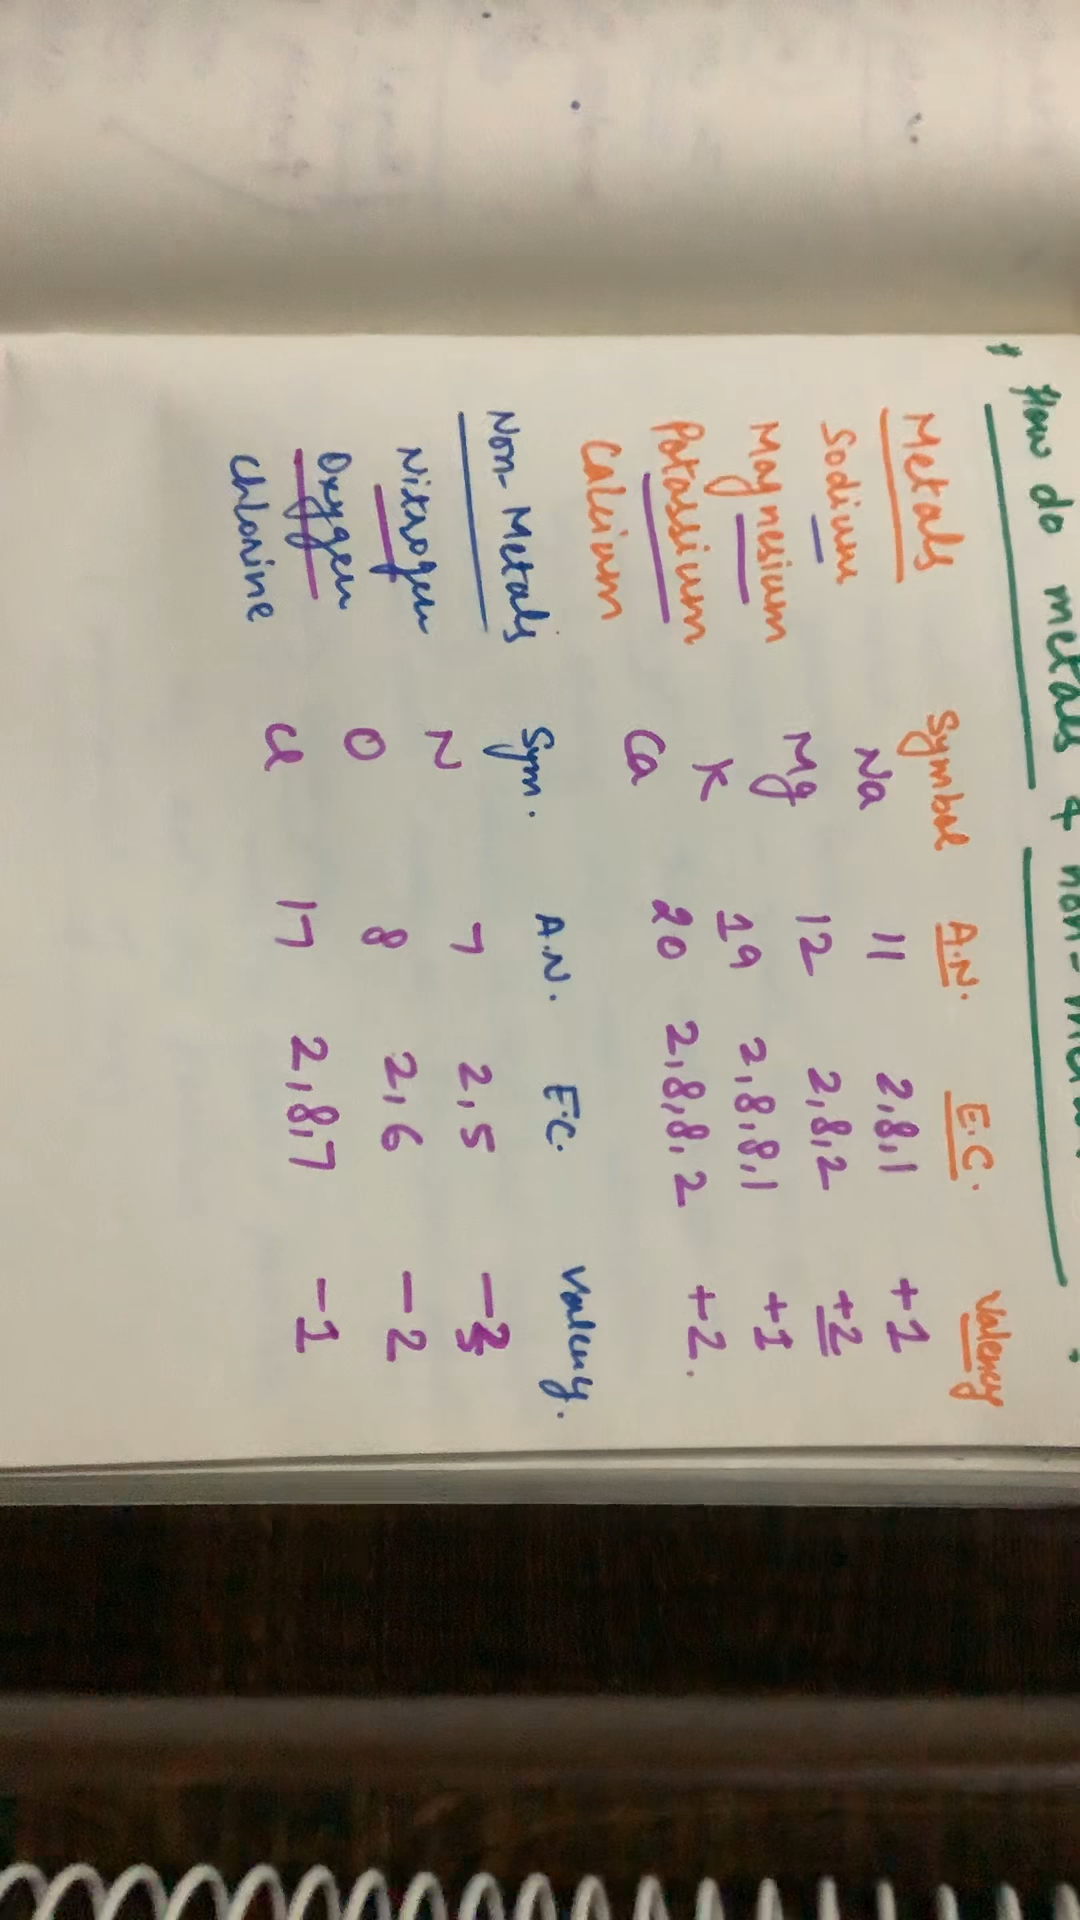 * How do metals & non-
Metals Symbol A.N. E.C. Valency
Sodium Na 11 2,8,1 +1
Magnesium Mg 12 2,8,2 +2
Potassium K 19 2,8,8,1 +1
Calcium Ca 20 2,8,8,2 +2.
Non-Metals Sym. A.N. E.C. Valency.
Nitrogen N 7 2,5 -3
Oxygen O 8 2,6 -2
Chlorine Cl 17 2,8,7 -1